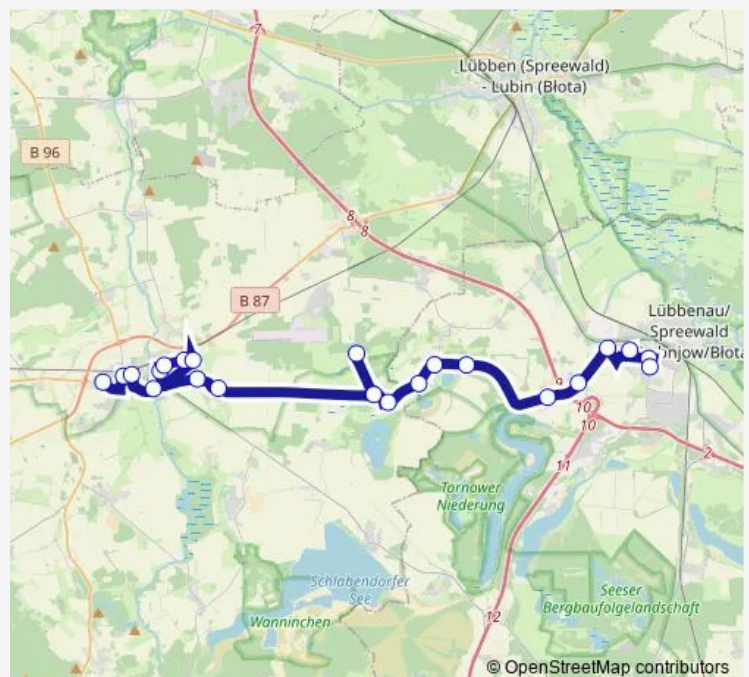 7
Lübben (Spreewald)
- Lubin (Błota)
B 96
8
8
B 87
Lübbenau/
Spreewald
onjow/Błota
9
10
10
2
11
Tornower
Niederung
Schlabendorfer
See
Seeser
Bergbaufolgelandschaft
Wanninchen
12
© OpenStreetMap contributors